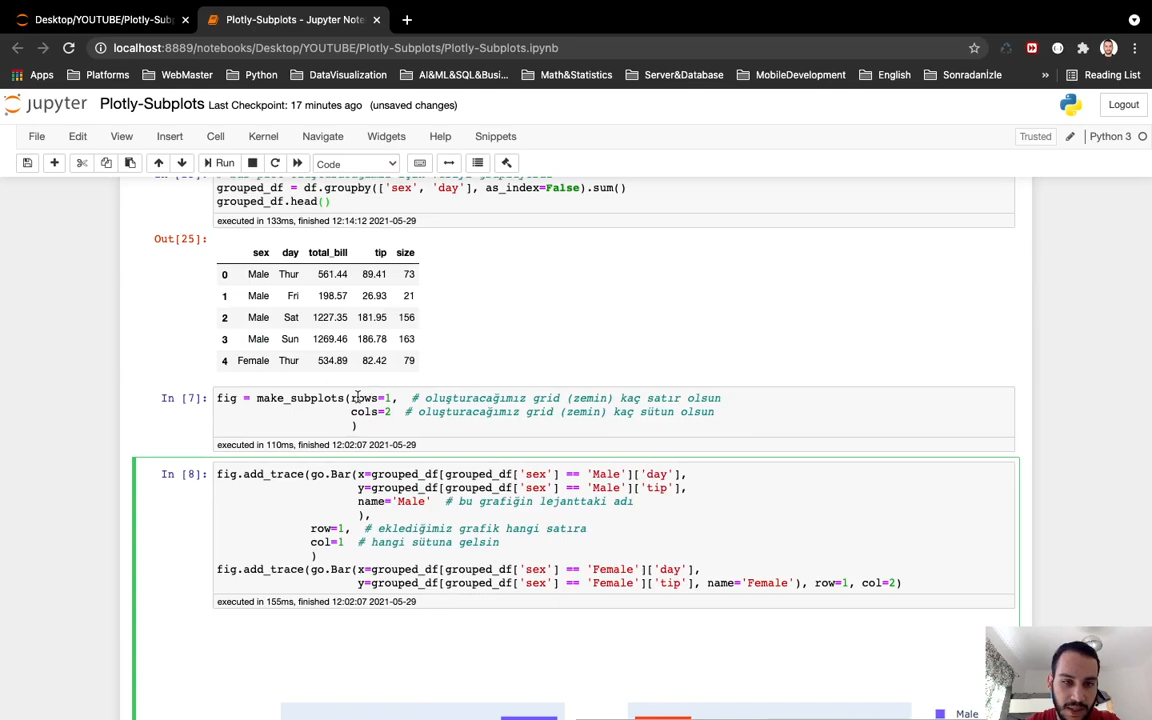 Desktop/YOUTUBE/Plotly-Sub
Plotly-Subplots - Jupyter Note
localhost:8889/notebooks/Desktop/YOUTUBE/Plotly-Subplots/Plotly-Subplots.ipynb
Apps Platforms WebMaster Python DataVisualization AI&ML&SQL&Busi... Math&Statistics Server&Database MobileDevelopment English Sonradanİzle » Reading List
jupyter Plotly-Subplots Last Checkpoint: 17 minutes ago (unsaved changes) Logout
File Edit View Insert Cell Kernel Navigate Widgets Help Snippets Trusted Python 3
Run Code
grouped_df = df.groupby(['sex', 'day'], as_index=False).sum()
grouped_df.head()
executed in 133ms, finished 12:14:12 2021-05-29
Out[25]:
sex day total_bill tip size
0 Male Thur 561.44 89.41 73
1 Male Fri 198.57 26.93 21
2 Male Sat 1227.35 181.95 156
3 Male Sun 1269.46 186.78 163
4 Female Thur 534.89 82.42 79
In [7]: fig = make_subplots(rows=1, # oluşturacağımız grid (zemin) kaç satır olsun
cols=2 # oluşturacağımız grid (zemin) kaç sütun olsun
)
executed in 110ms, finished 12:02:07 2021-05-29
In [8]: fig.add_trace(go.Bar(x=grouped_df[grouped_df['sex'] == 'Male']['day'],
y=grouped_df[grouped_df['sex'] == 'Male']['tip'],
name='Male' # bu grafiğin lejanttaki adı
),
row=1, # eklediğimiz grafik hangi satıra
col=1 # hangi sütuna gelsin
)
fig.add_trace(go.Bar(x=grouped_df[grouped_df['sex'] == 'Female']['day'],
y=grouped_df[grouped_df['sex'] == 'Female']['tip'], name='Female'), row=1, col=2)
executed in 155ms, finished 12:02:07 2021-05-29
Male